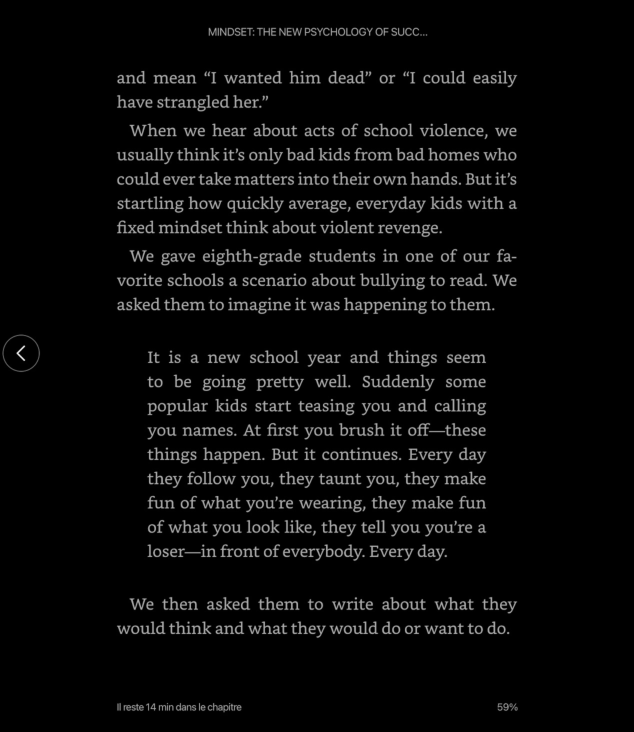 MINDSET: THE NEW PSYCHOLOGY OF SUCC...
and mean “I wanted him dead” or “I could easily
have strangled her.”
When we hear about acts of school violence, we
usually think it’s only bad kids from bad homes who
could ever take matters into their own hands. But it’s
startling how quickly average, everyday kids with a
fixed mindset think about violent revenge.
We gave eighth-grade students in one of our fa-
vorite schools a scenario about bullying to read. We
asked them to imagine it was happening to them.
It is a new school year and things seem
to be going pretty well. Suddenly some
popular kids start teasing you and calling
you names. At first you brush it off—these
things happen. But it continues. Every day
they follow you, they taunt you, they make
fun of what you’re wearing, they make fun
of what you look like, they tell you you’re a
loser—in front of everybody. Every day.
We then asked them to write about what they
would think and what they would do or want to do.
Il reste 14 min dans le chapitre
59%